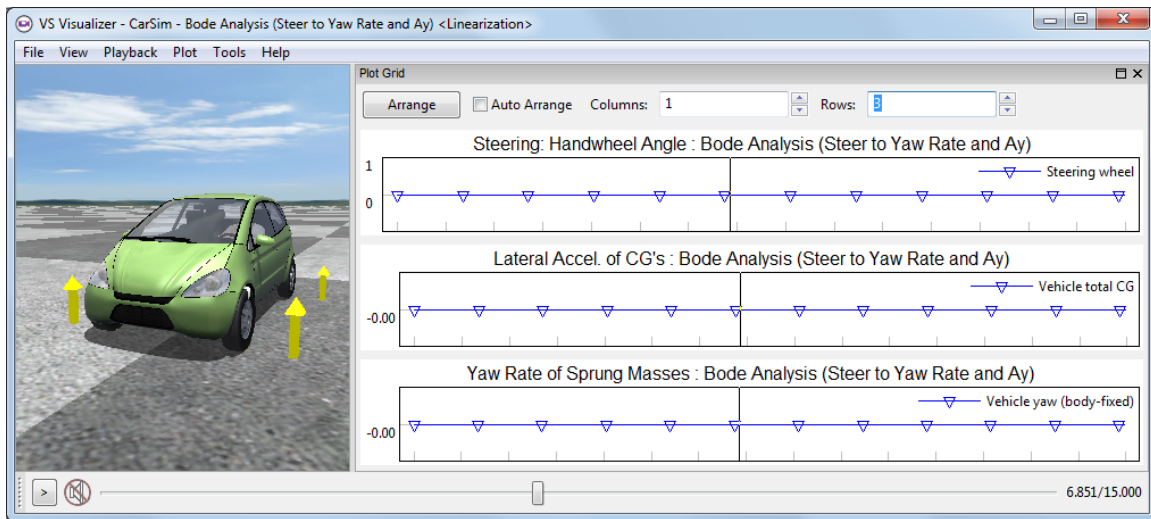 VS Visualizer - CarSim - Bode Analysis (Steer to Yaw Rate and Ay) <Linearization>
File View Playback Plot Tools Help
Plot Grid
Arrange Auto Arrange Columns: 1 Rows: 3
Steering: Handwheel Angle : Bode Analysis (Steer to Yaw Rate and Ay)
1
Steering wheel
0
Lateral Accel. of CG's : Bode Analysis (Steer to Yaw Rate and Ay)
Vehicle total CG
-0.00
Yaw Rate of Sprung Masses : Bode Analysis (Steer to Yaw Rate and Ay)
Vehicle yaw (body-fixed)
-0.00
> 6.851/15.000